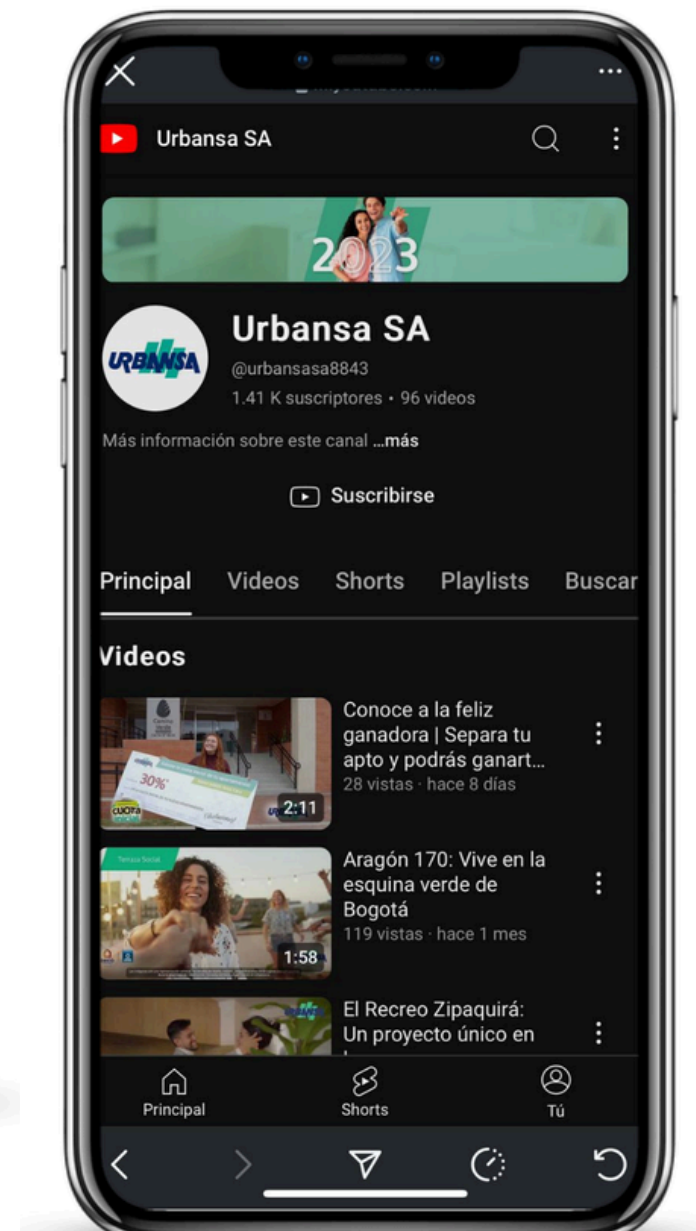 Urbansa SA
2023
URBANSA
Urbansa SA
@urbansasa8843
1.41 K suscriptores • 96 videos
Más información sobre este canal ...más
Suscribirse
Principal Videos Shorts Playlists Buscar
Videos
Conoce a la feliz
ganadora | Separa tu
apto y podrás ganart...
28 vistas · hace 8 días
30%
2:11
Aragón 170: Vive en la
esquina verde de
Bogotá
119 vistas · hace 1 mes
Terraza Social
1:58
El Recreo Zipaquirá:
Un proyecto único en
URBANSA
Principal Shorts Tú